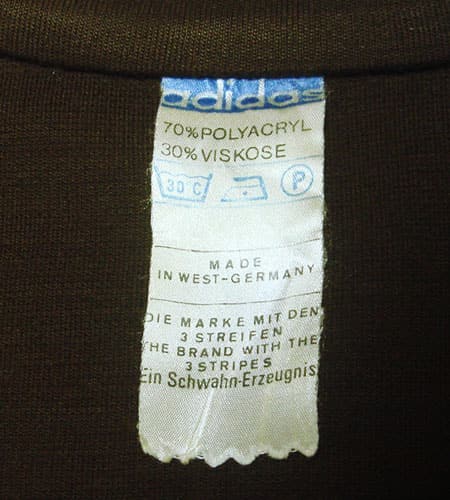 adidas
70%POLYACRYL
30%VISKOSE
30°C P
MADE
IN WEST-GERMANY
DIE MARKE MIT DEN
3 STREIFEN
THE BRAND WITH THE
3 STRIPES
Ein Schwahn-Erzeugnis